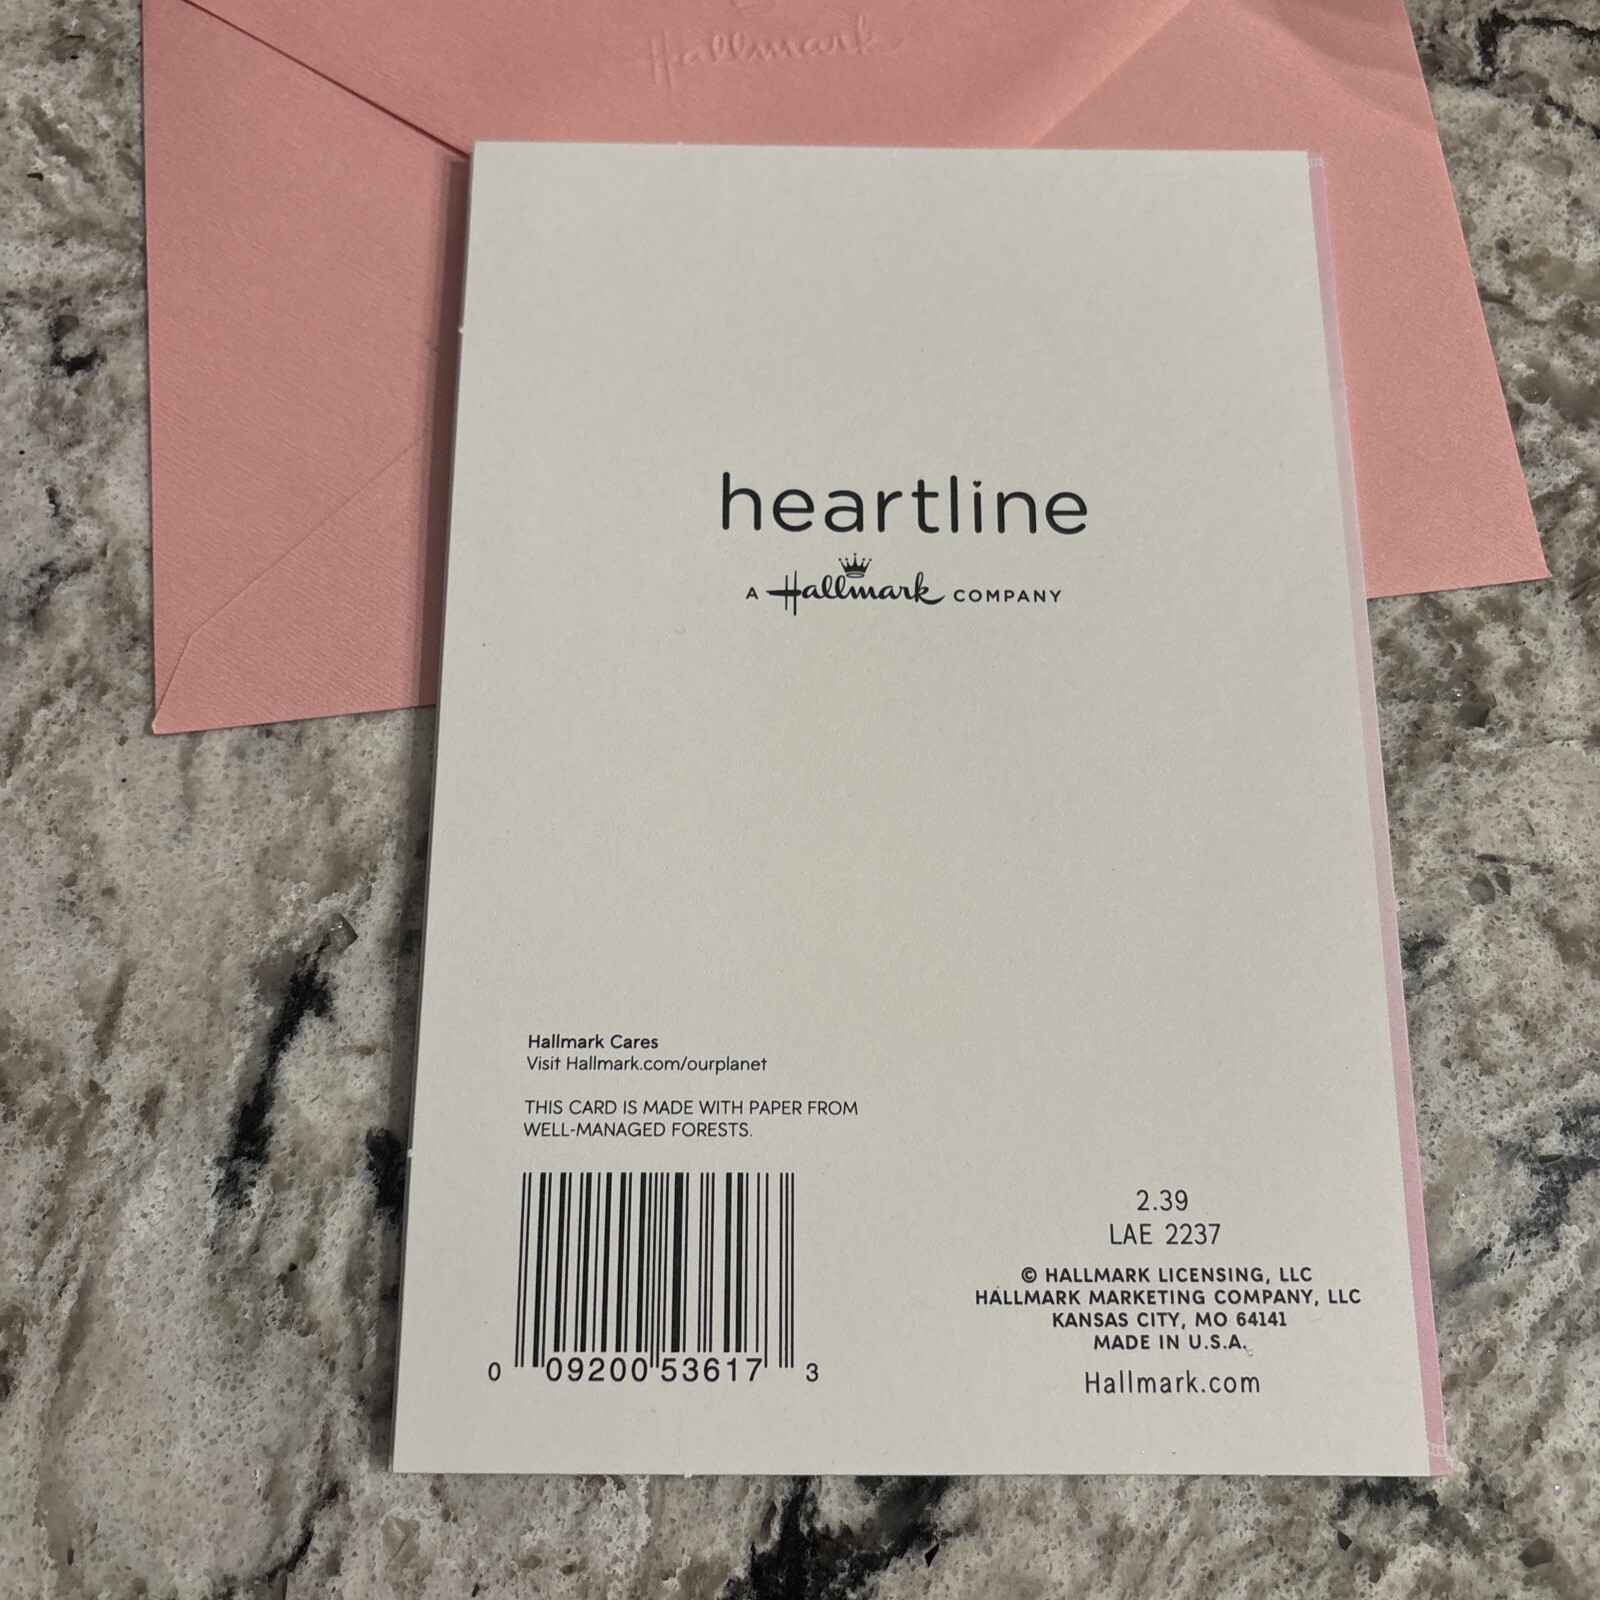 Hallmark
heartline
A Hallmark COMPANY
Hallmark Cares
Visit Hallmark.com/ourplanet
THIS CARD IS MADE WITH PAPER FROM
WELL-MANAGED FORESTS.
0 09200 53617 3
2.39
LAE 2237
© HALLMARK LICENSING, LLC
HALLMARK MARKETING COMPANY, LLC
KANSAS CITY, MO 64141
MADE IN U.S.A.
Hallmark.com